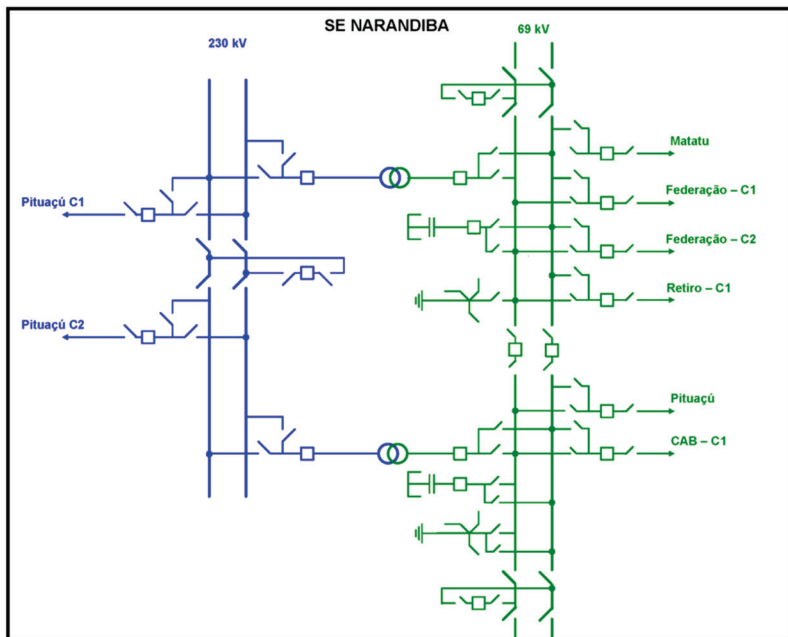 SE NARANDIBA
230 kV
69 kV
Matatu
Pituaçú C1
Federação – C1
Federação – C2
Retiro – C1
Pituaçú C2
Pituaçú
CAB – C1